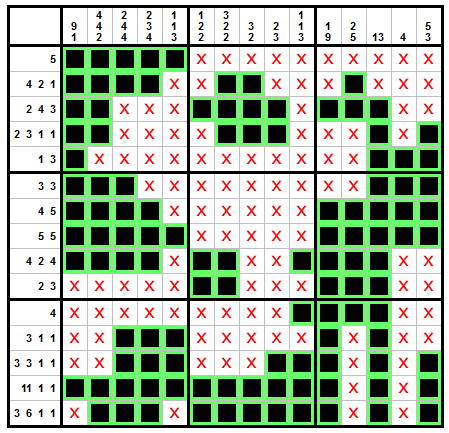 4 2 2 1 3 1
9 4 4 3 1 2 2 3 2 1 1 2 5
1 2 4 4 3 2 2 2 3 3 9 5 13 4 3
5 X X X X X X X X X X
4 2 1 X X X X X X X X
2 4 3 X X X X X X
2 3 1 1 X X X X X X X X
1 3 X X X X X X X X X X X
3 3 X X X X X X X X X
4 5 X X X X X X
5 5 X X X X X
4 2 4 X X X X X
2 3 X X X X X X X X X X
4 X X X X X X X X X X X
3 1 1 X X X X X X X X X X
3 3 1 1 X X X X X X X
11 1 1 X X
3 6 1 1 X X X X